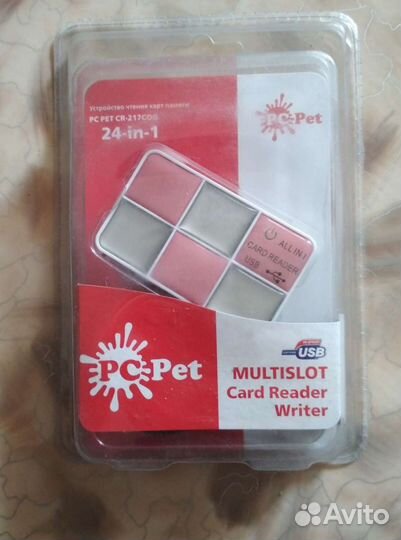 Устройство чтения карт памяти
PC PET CR-217
24-in-1
PC Pet
ALL IN 1
CARD READER
USB
USB
PC Pet
MULTISLOT
Card Reader
Writer
Avito